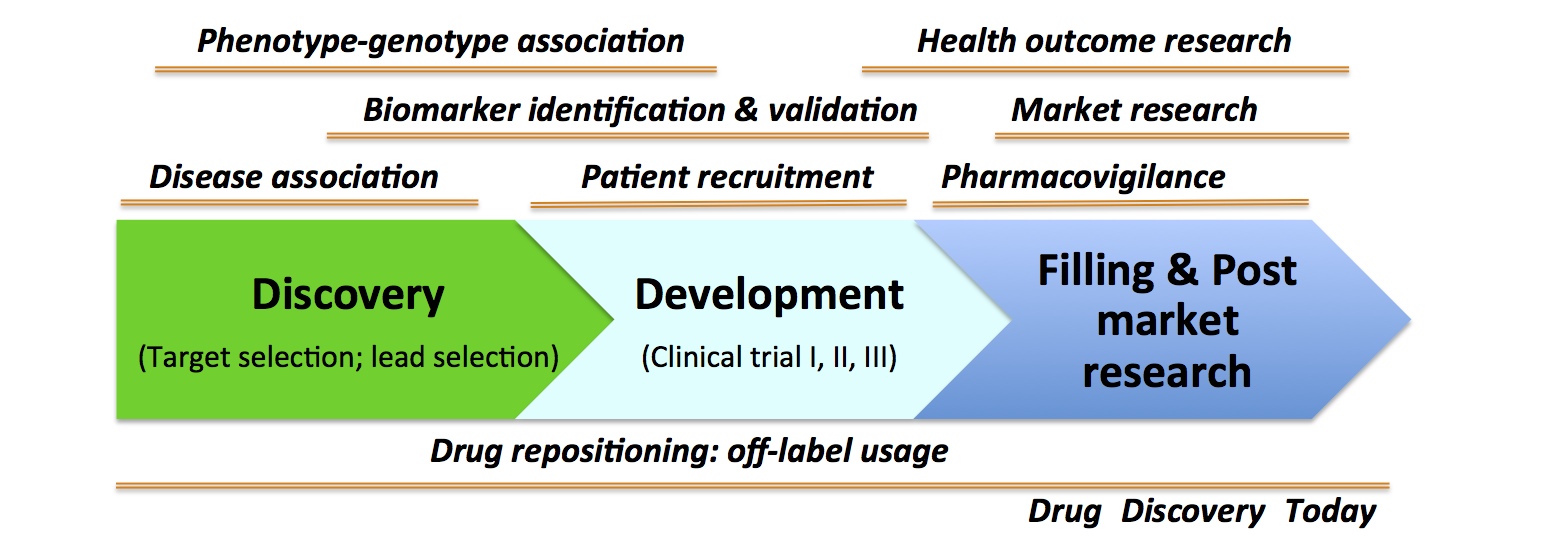 Phenotype-genotype association
Health outcome research
Biomarker identification & validation
Market research
Disease association
Patient recruitment
Pharmacovigilance
Discovery
(Target selection; lead selection)
Development
(Clinical trial I, II, III)
Filling & Post
market
research
Drug repositioning: off-label usage
Drug Discovery Today